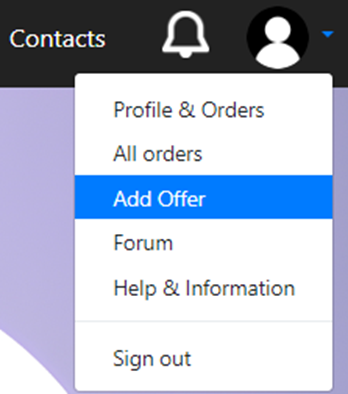 Contacts
Profile & Orders
All orders
Add Offer
Forum
Help & Information
Sign out